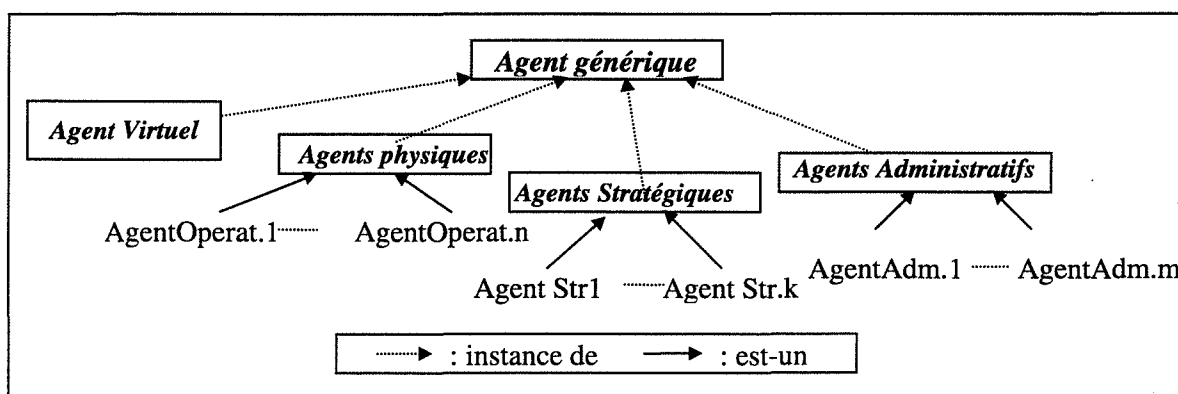 Agent générique
Agent Virtuel
Agents physiques
Agents Stratégiques
Agents Administratifs
AgentOperat.1
AgentOperat.n
Agent Str1
Agent Str.k
AgentAdm.1
AgentAdm.m
: instance de : est-un